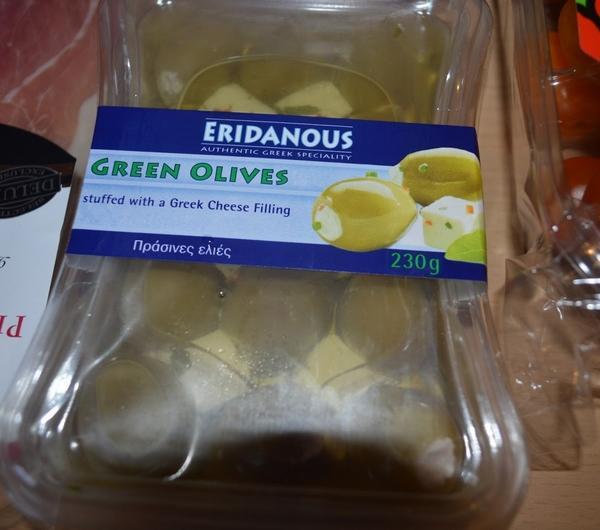 ERIDANOUS
AUTHENTIC GREEK SPECIALITY
GREEN OLIVES
stuffed with a Greek Cheese Filling
Πράσινες ελιές
230g